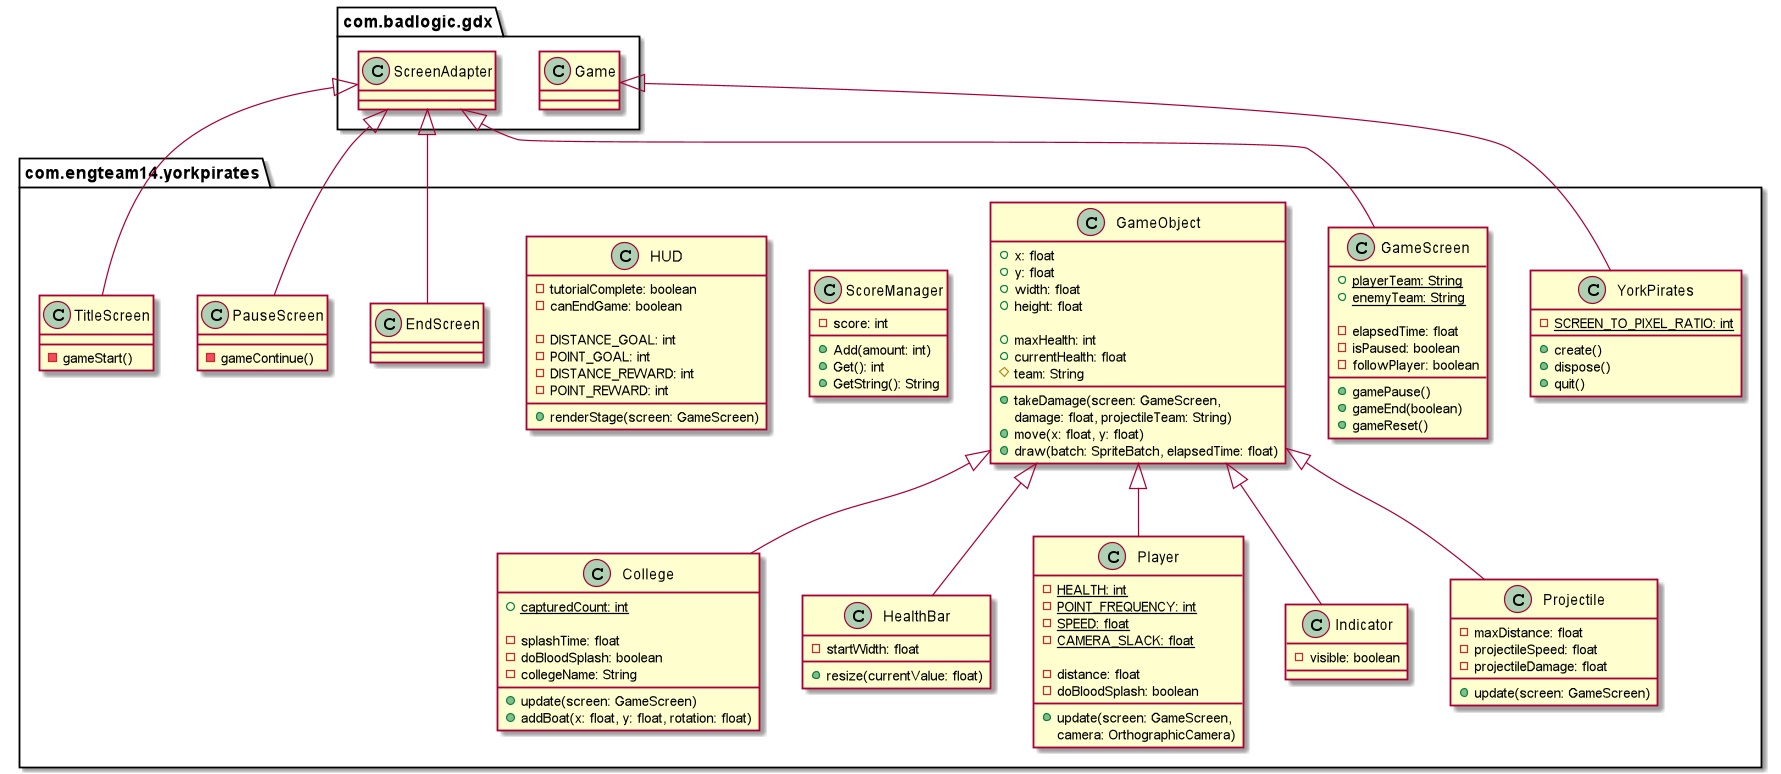 com.badlogic.gdx
C ScreenAdapter
C Game
com.engteam14.yorkpirates
C TitleScreen
gameStart()
C PauseScreen
gameContinue()
C EndScreen
C HUD
tutorialComplete: boolean
canEndGame: boolean
DISTANCE_GOAL: int
POINT_GOAL: int
DISTANCE_REWARD: int
POINT_REWARD: int
renderStage(screen: GameScreen)
C ScoreManager
score: int
Add(amount: int)
Get(): int
GetString(): String
C GameObject
x: float
y: float
width: float
height: float
maxHealth: int
currentHealth: float
team: String
takeDamage(screen: GameScreen,
damage: float, projectileTeam: String)
move(x: float, y: float)
draw(batch: SpriteBatch, elapsedTime: float)
C GameScreen
playerTeam: String
enemyTeam: String
elapsedTime: float
isPaused: boolean
followPlayer: boolean
gamePause()
gameEnd(boolean)
gameReset()
C YorkPirates
SCREEN_TO_PIXEL_RATIO: int
create()
dispose()
quit()
C College
capturedCount: int
splashTime: float
doBloodSplash: boolean
collegeName: String
update(screen: GameScreen)
addBoat(x: float, y: float, rotation: float)
C HealthBar
startWidth: float
resize(currentValue: float)
C Player
HEALTH: int
POINT_FREQUENCY: int
SPEED: float
CAMERA_SLACK: float
distance: float
doBloodSplash: boolean
update(screen: GameScreen,
camera: OrthographicCamera)
C Indicator
visible: boolean
C Projectile
maxDistance: float
projectileSpeed: float
projectileDamage: float
update(screen: GameScreen)